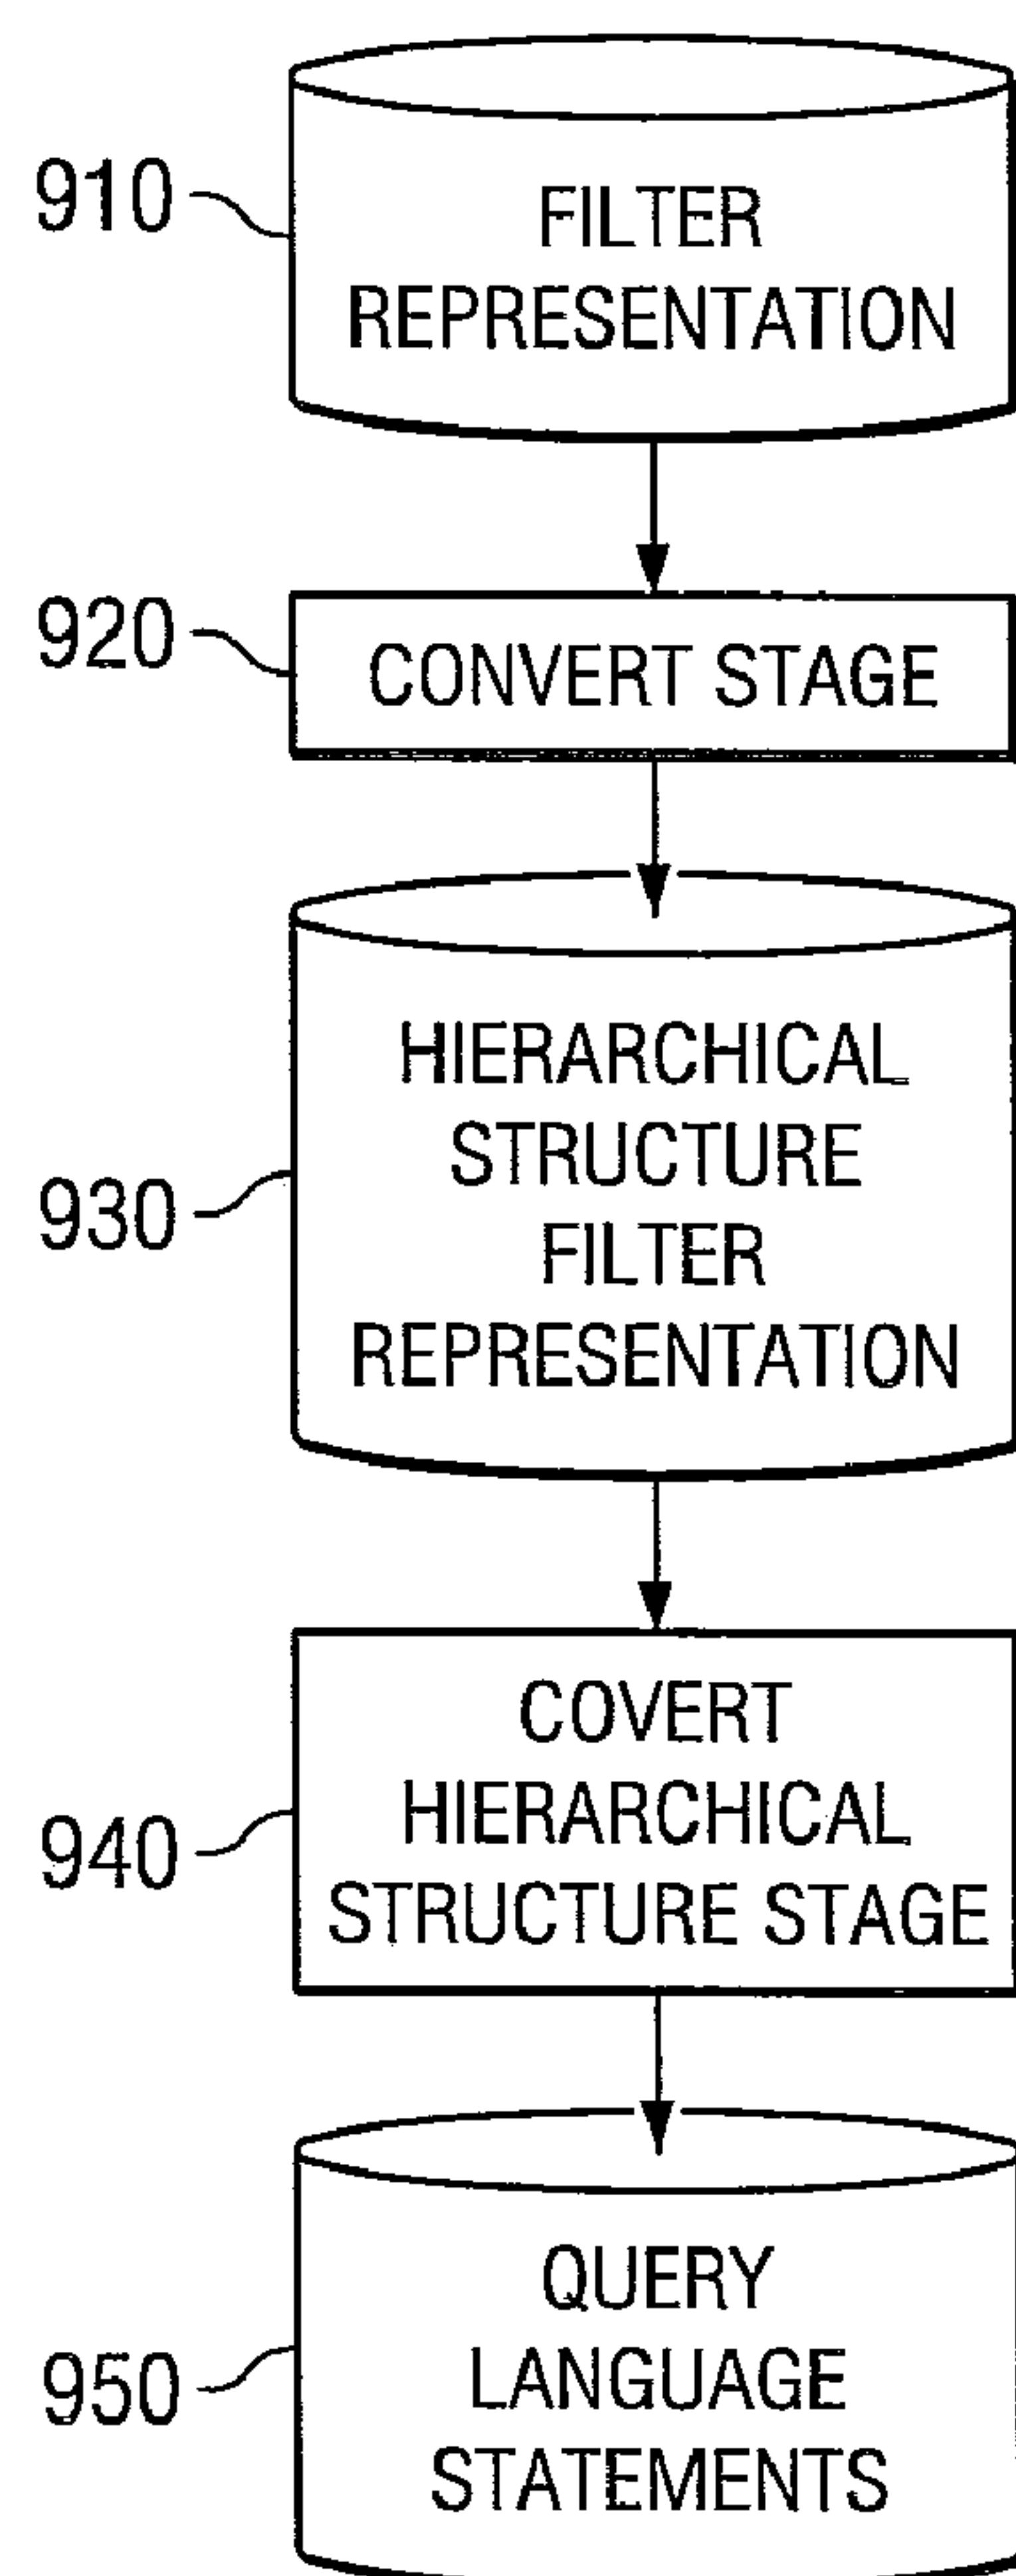 910
FILTER
REPRESENTATION
920
CONVERT STAGE
HIERARCHICAL
STRUCTURE
930
FILTER
REPRESENTATION
COVERT
HIERARCHICAL
940
STRUCTURE STAGE
QUERY
950
LANGUAGE
STATEMENTS